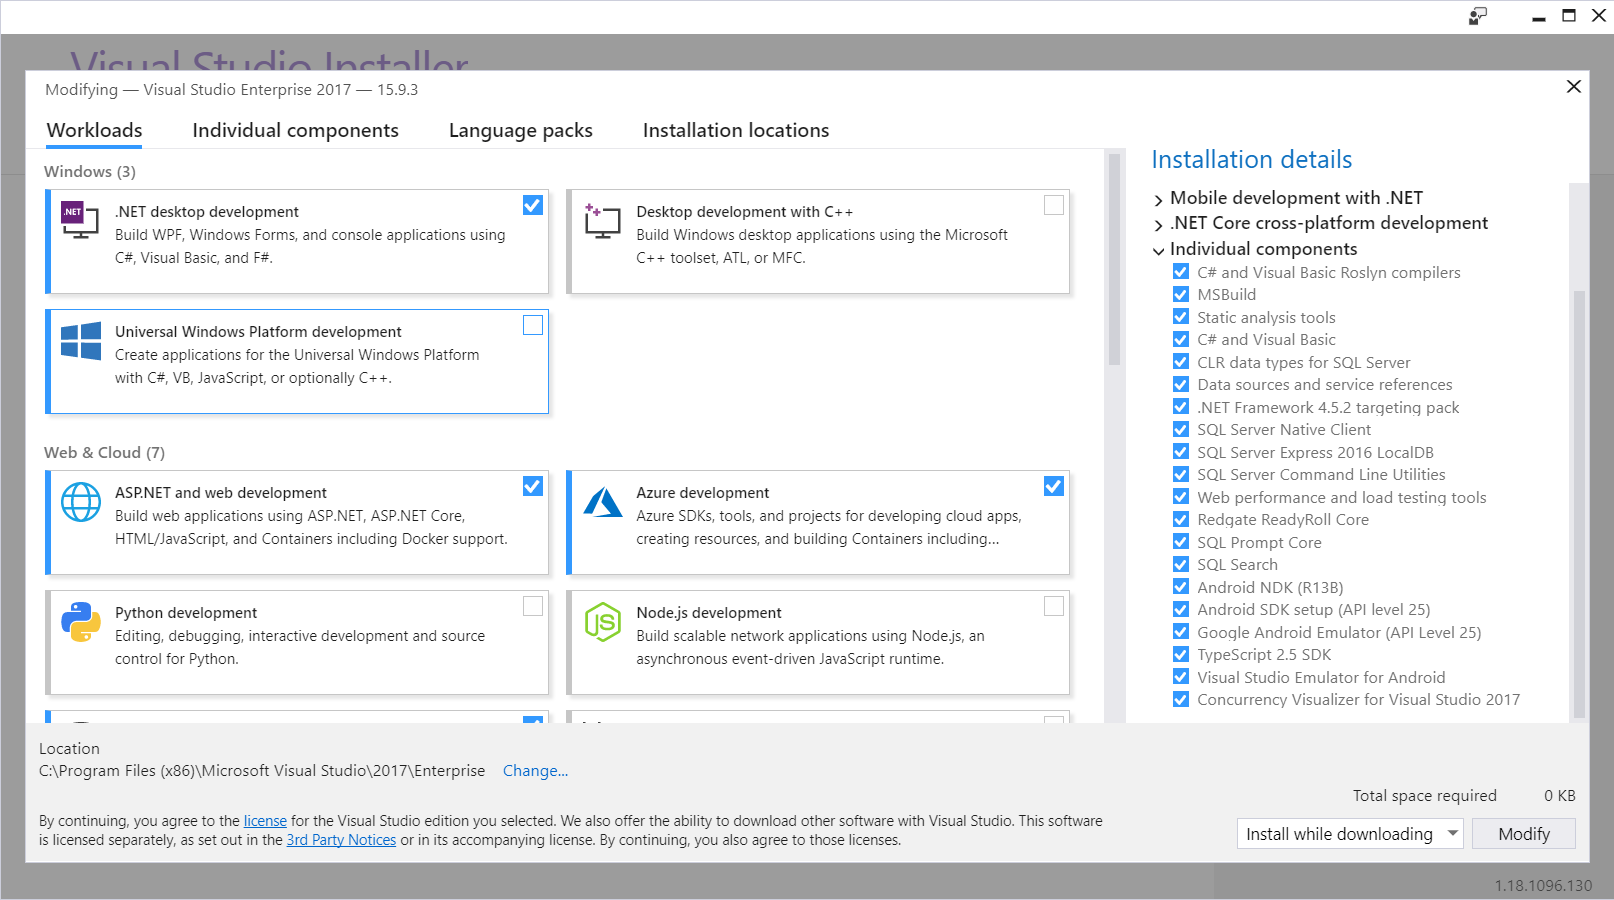 Visual Studio Installer
Modifying — Visual Studio Enterprise 2017 — 15.9.3
Workloads
Individual components
Language packs
Installation locations
Windows (3)
.NET
.NET desktop development
Build WPF, Windows Forms, and console applications using
C#, Visual Basic, and F#.
Desktop development with C++
Build Windows desktop applications using the Microsoft
C++ toolset, ATL, or MFC.
Universal Windows Platform development
Create applications for the Universal Windows Platform
with C#, VB, JavaScript, or optionally C++.
Web & Cloud (7)
ASP.NET and web development
Build web applications using ASP.NET, ASP.NET Core,
HTML/JavaScript, and Containers including Docker support.
Azure development
Azure SDKs, tools, and projects for developing cloud apps,
creating resources, and building Containers including...
Python development
Editing, debugging, interactive development and source
control for Python.
JS
Node.js development
Build scalable network applications using Node.js, an
asynchronous event-driven JavaScript runtime.
Installation details
Mobile development with .NET
.NET Core cross-platform development
Individual components
C# and Visual Basic Roslyn compilers
MSBuild
Static analysis tools
C# and Visual Basic
CLR data types for SQL Server
Data sources and service references
.NET Framework 4.5.2 targeting pack
SQL Server Native Client
SQL Server Express 2016 LocalDB
SQL Server Command Line Utilities
Web performance and load testing tools
Redgate ReadyRoll Core
SQL Prompt Core
SQL Search
Android NDK (R13B)
Android SDK setup (API level 25)
Google Android Emulator (API Level 25)
TypeScript 2.5 SDK
Visual Studio Emulator for Android
Concurrency Visualizer for Visual Studio 2017
Location
C:\Program Files (x86)\Microsoft Visual Studio\2017\Enterprise Change...
Total space required 0 KB
By continuing, you agree to the license for the Visual Studio edition you selected. We also offer the ability to download other software with Visual Studio. This software
is licensed separately, as set out in the 3rd Party Notices or in its accompanying license. By continuing, you also agree to those licenses.
Install while downloading
Modify
1.18.1096.130